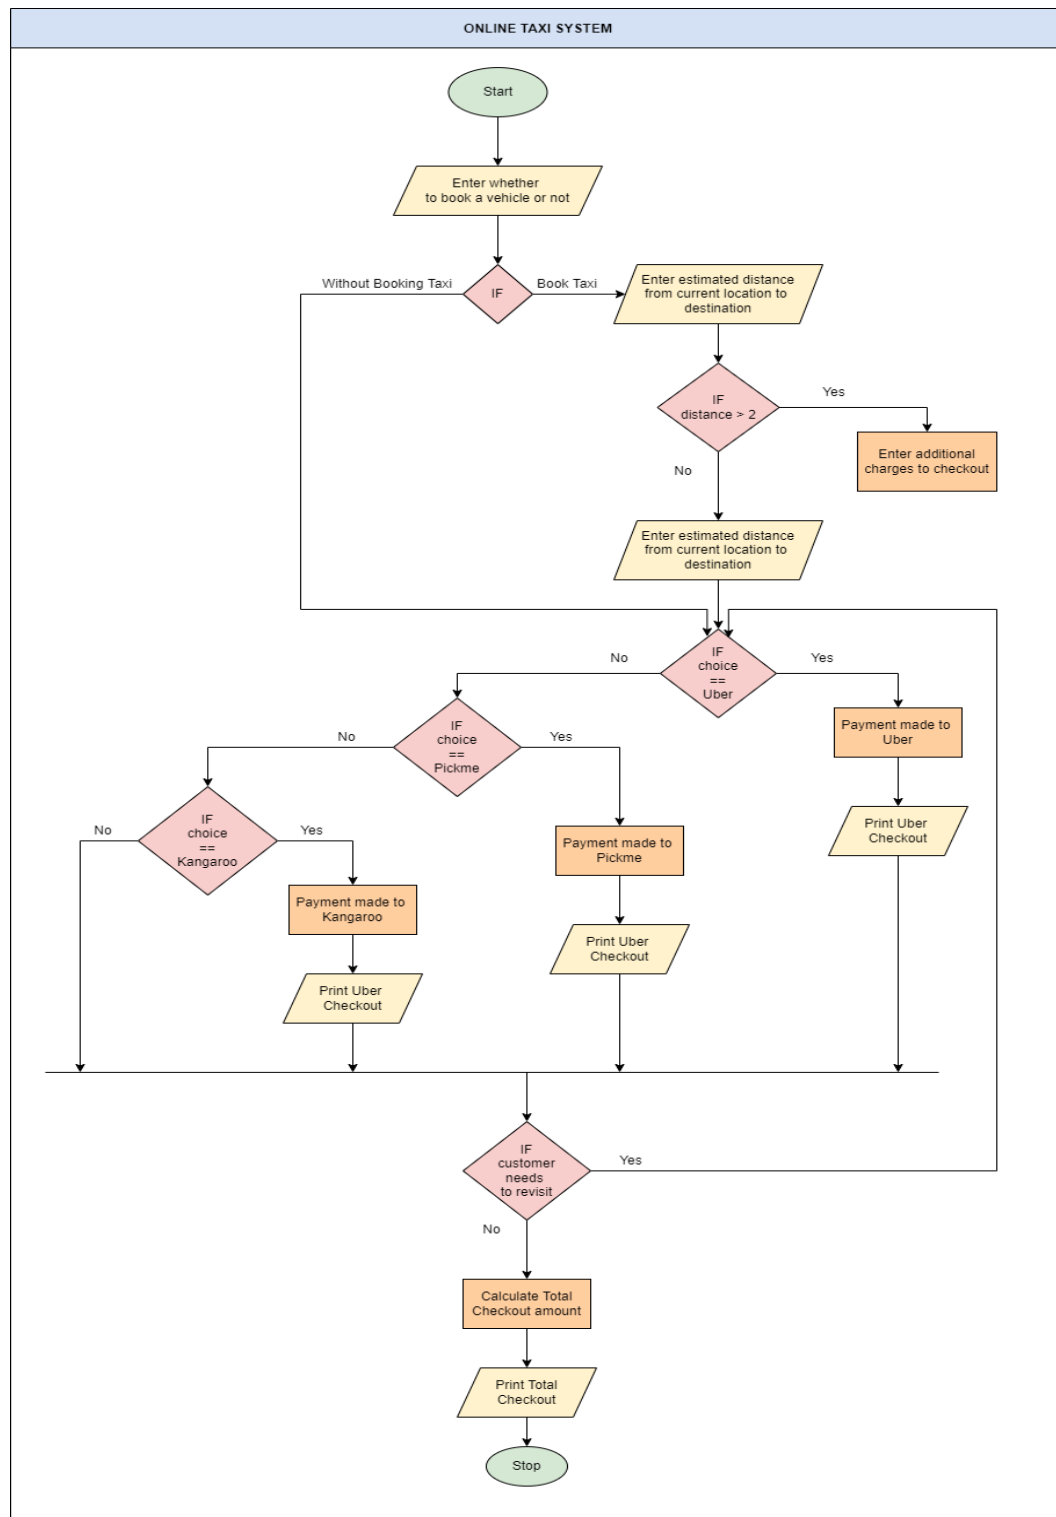 ONLINE TAXI SYSTEM
Start
Enter whether
to book a vehicle or not
Without Booking Taxi
IF
Book Taxi
Enter estimated distance
from current location to
destination
IF
distance > 2
Yes
Enter additional
charges to checkout
No
Enter estimated distance
from current location to
destination
No
IF
choice
==
Uber
Yes
Payment made to
Uber
Print Uber
Checkout
No
IF
choice
==
Pickme
Yes
Payment made to
Pickme
Print Uber
Checkout
No
IF
choice
==
Kangaroo
Yes
Payment made to
Kangaroo
Print Uber
Checkout
IF
customer
needs
to revisit
Yes
No
Calculate Total
Checkout amount
Print Total
Checkout
Stop